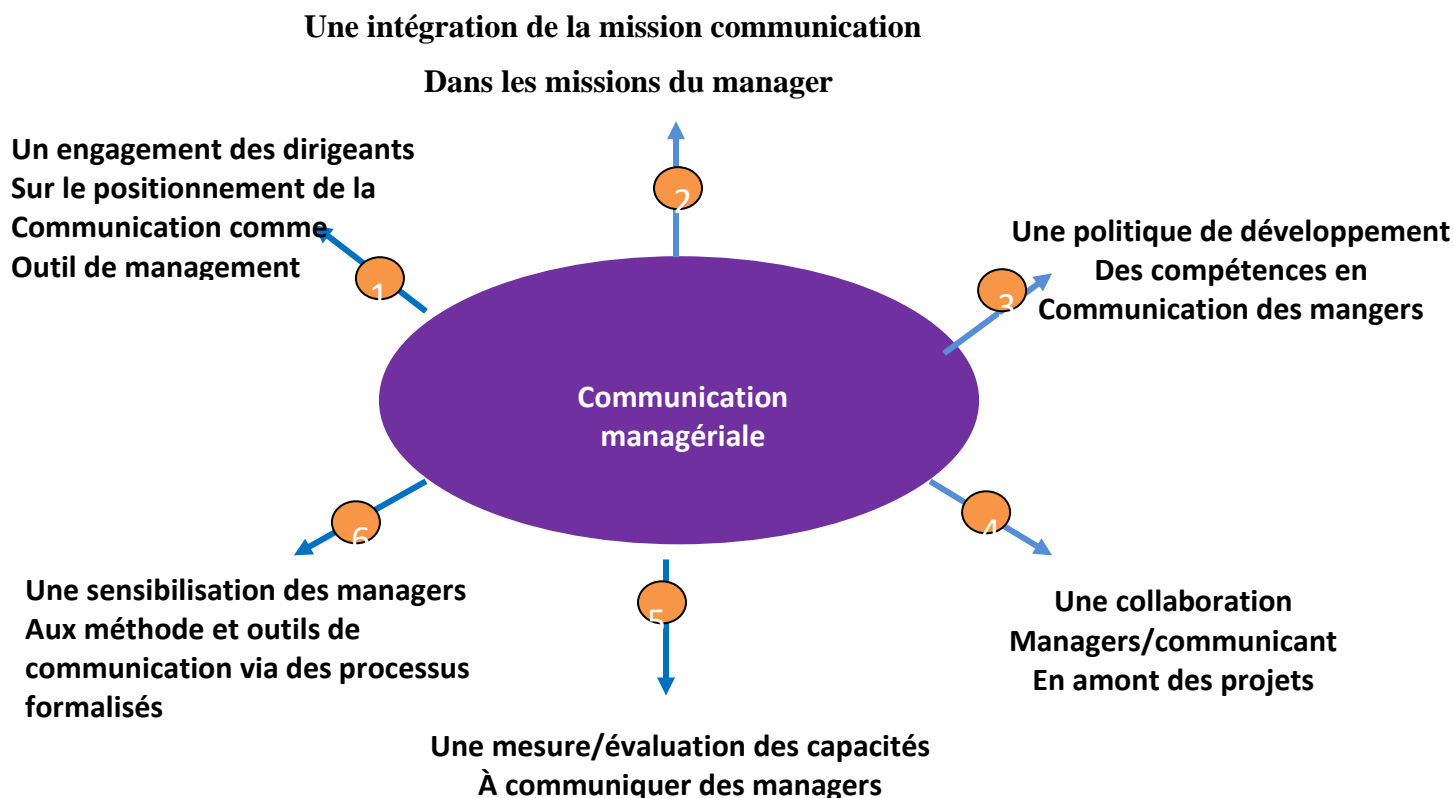 Une intégration de la mission communication
Dans les missions du manager
2
Un engagement des dirigeants
Sur le positionnement de la
Communication comme
Outil de management
1
Une politique de développement
Des compétences en
Communication des mangers
3
Communication
managériale
4
Une collaboration
Managers/communicant
En amont des projets
5
Une mesure/évaluation des capacités
À communiquer des managers
6
Une sensibilisation des managers
Aux méthode et outils de
communication via des processus
formalisés